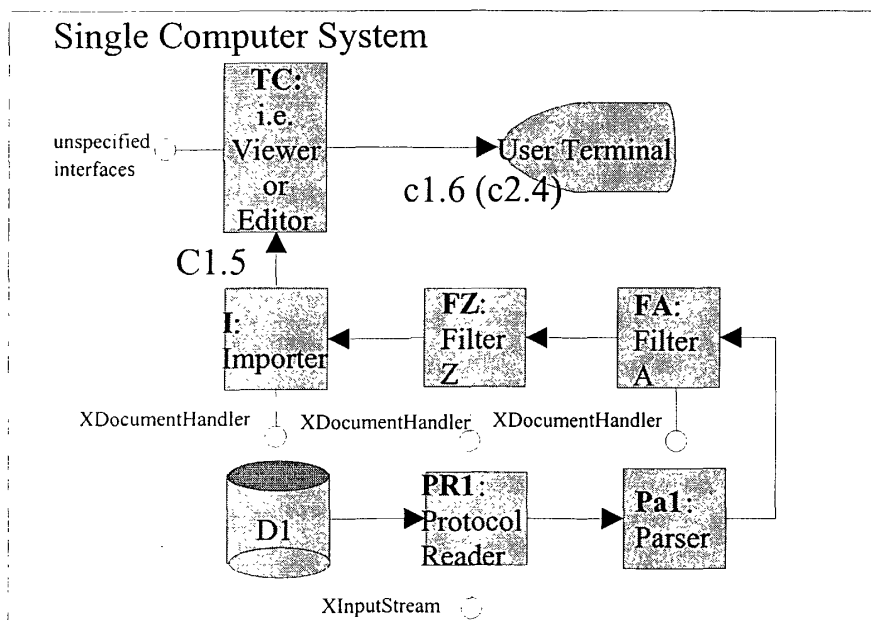 Single Computer System
TC:
i.e.
Viewer
or
Editor
unspecified
interfaces
User Terminal
c1.6 (c2.4)
C1.5
I:
Importer
FZ:
Filter
Z
FA:
Filter
A
XDocumentHandler
XDocumentHandler
XDocumentHandler
D1
PR1:
Protocol
Reader
Pa1:
Parser
XInputStream